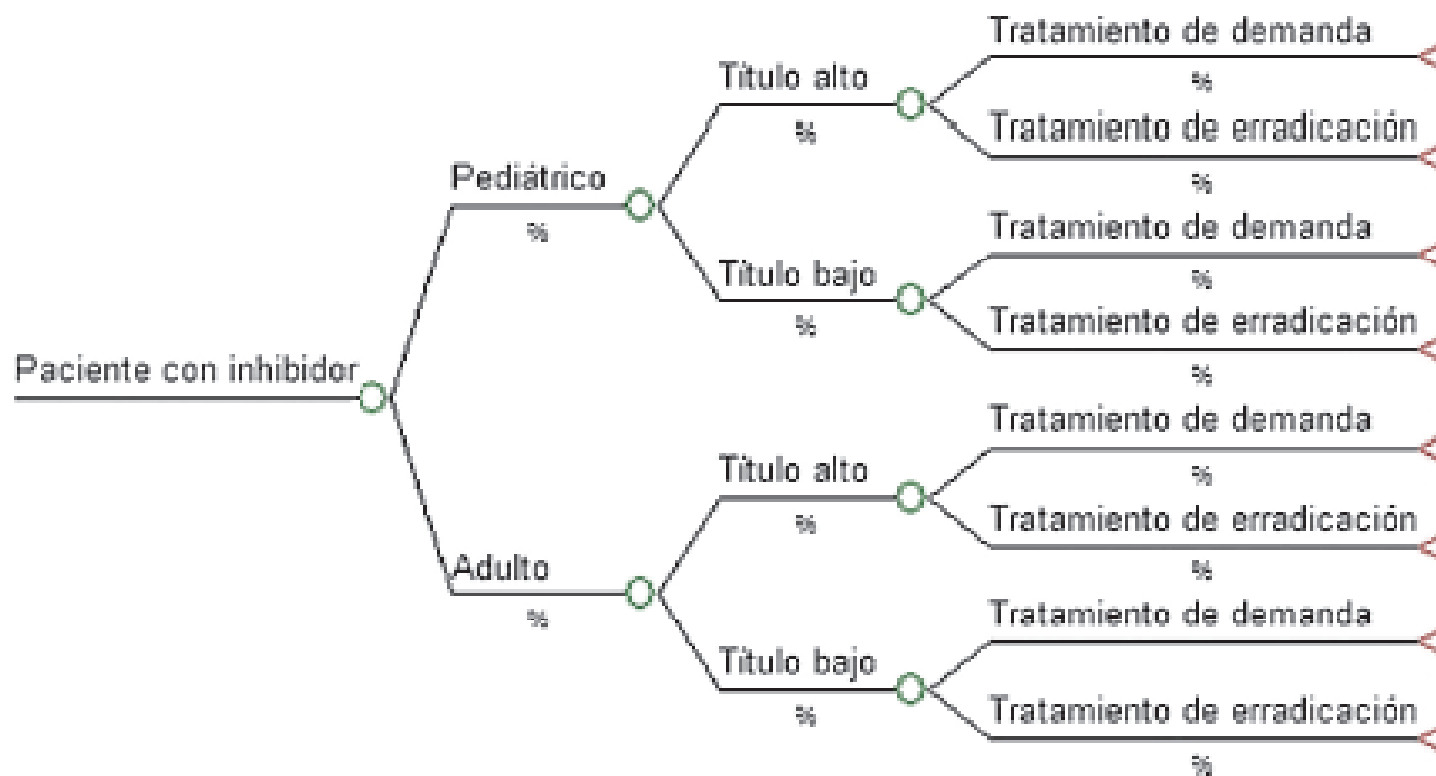 Tratamiento de demanda
%
Título alto
%
Tratamiento de erradicación
%
Pediátrico
%
Tratamiento de demanda
%
Título bajo
%
Tratamiento de erradicación
%
Paciente con inhibidor
Tratamiento de demanda
%
Título alto
%
Tratamiento de erradicación
%
Adulto
%
Tratamiento de demanda
%
Título bajo
%
Tratamiento de erradicación
%